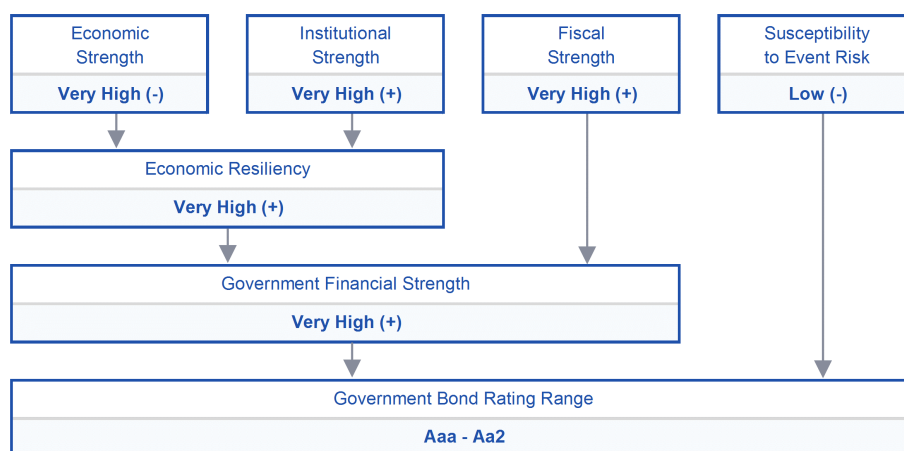 Economic
Strength
Very High (-)
Institutional
Strength
Very High (+)
Fiscal
Strength
Very High (+)
Susceptibility
to Event Risk
Low (-)
Economic Resiliency
Very High (+)
Government Financial Strength
Very High (+)
Government Bond Rating Range
Aaa - Aa2